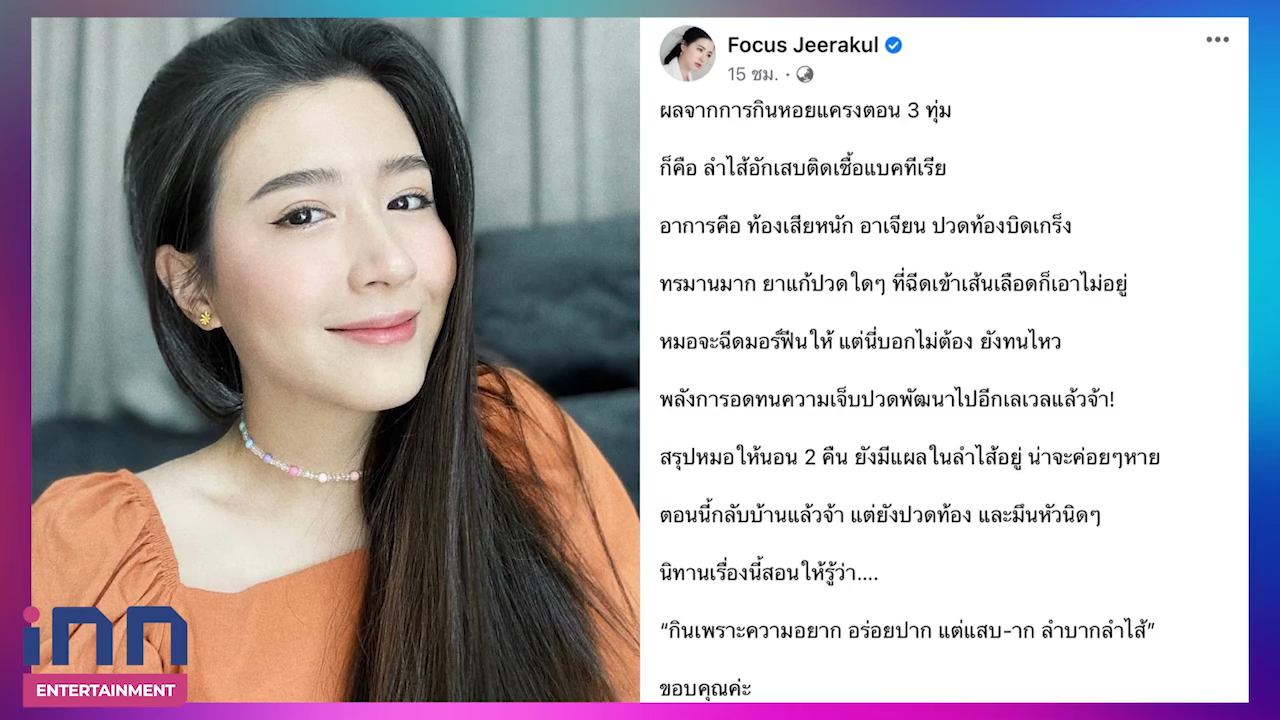 Focus Jeerakul
15 ชม. ·
ผลจากการกินหอยแครงตอน 3 ทุ่ม
ก็คือ ลำไส้อักเสบติดเชื้อแบคทีเรีย
อาการคือ ท้องเสียหนัก อาเจียน ปวดท้องบิดเกร็ง
ทรมานมาก ยาแก้ปวดใดๆ ที่ฉีดเข้าเส้นเลือดก็เอาไม่อยู่
หมอจะฉีดมอร์ฟีนให้ แต่นี่บอกไม่ต้อง ยังทนไหว
พลังการอดทนความเจ็บปวดพัฒนาไปอีกเลเวลแล้วจ้า!
สรุปหมอให้นอน 2 คืน ยังมีแผลในลำไส้อยู่ น่าจะค่อยๆหาย
ตอนนี้กลับบ้านแล้วจ้า แต่ยังปวดท้อง และมึนหัวนิดๆ
นิทานเรื่องนี้สอนให้รู้ว่า....
“กินเพราะความอยาก อร่อยปาก แต่แสบ-าก ลำบากลำไส้”
ขอบคุณค่ะ
inn
ENTERTAINMENT